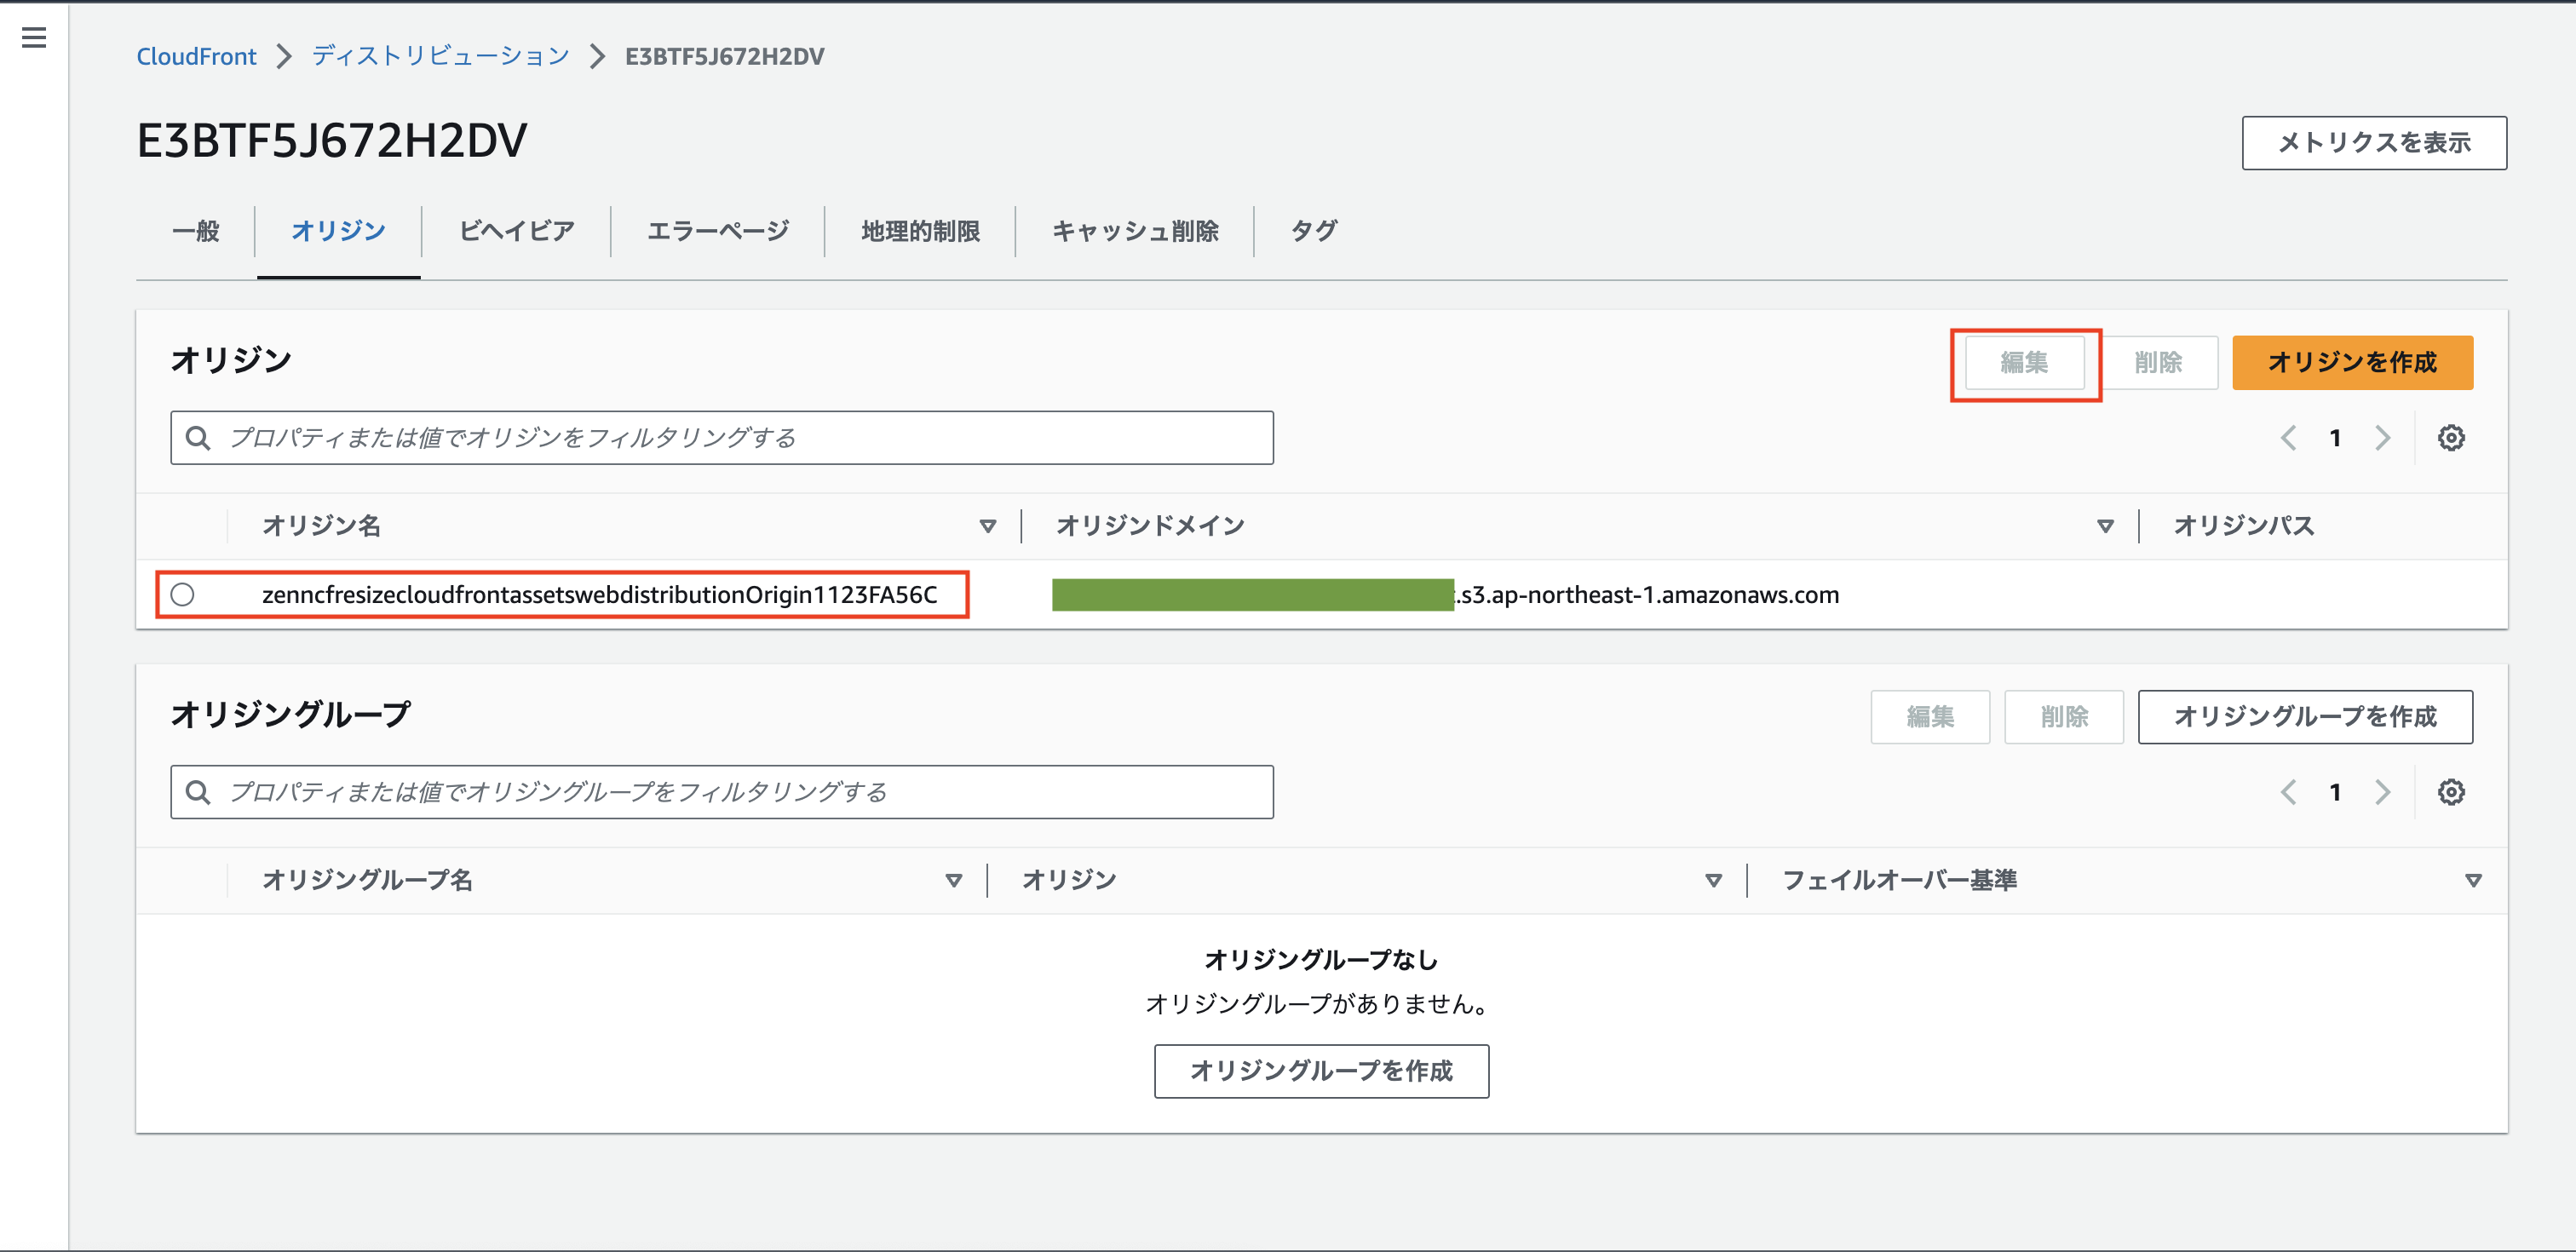 CloudFront > ディストリビューション > E3BTF5J672H2DV
E3BTF5J672H2DV
メトリクスを表示
一般 オリジン ビヘイビア エラーページ 地理的制限 キャッシュ削除 タグ
オリジン
編集 削除 オリジンを作成
プロパティまたは値でオリジンをフィルタリングする
1
オリジン名 オリジンドメイン オリジンパス
zenncfresizecloudfrontassetswebdistributionOrigin1123FA56C .s3.ap-northeast-1.amazonaws.com
オリジングループ
編集 削除 オリジングループを作成
プロパティまたは値でオリジングループをフィルタリングする
1
オリジングループ名 オリジン フェイルオーバー基準
オリジングループなし
オリジングループがありません。
オリジングループを作成